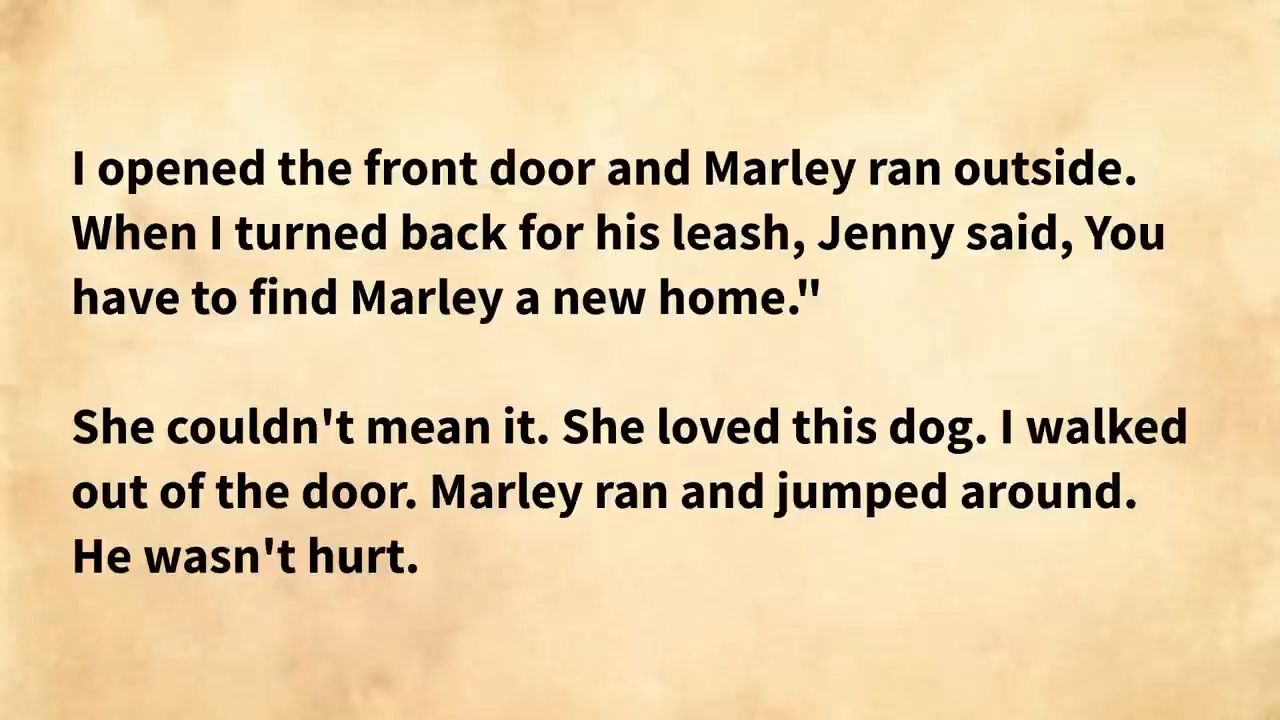 I opened the front door and Marley ran outside.
When I turned back for his leash, Jenny said, You
have to find Marley a new home."
She couldn't mean it. She loved this dog. I walked
out of the door. Marley ran and jumped around.
He wasn't hurt.